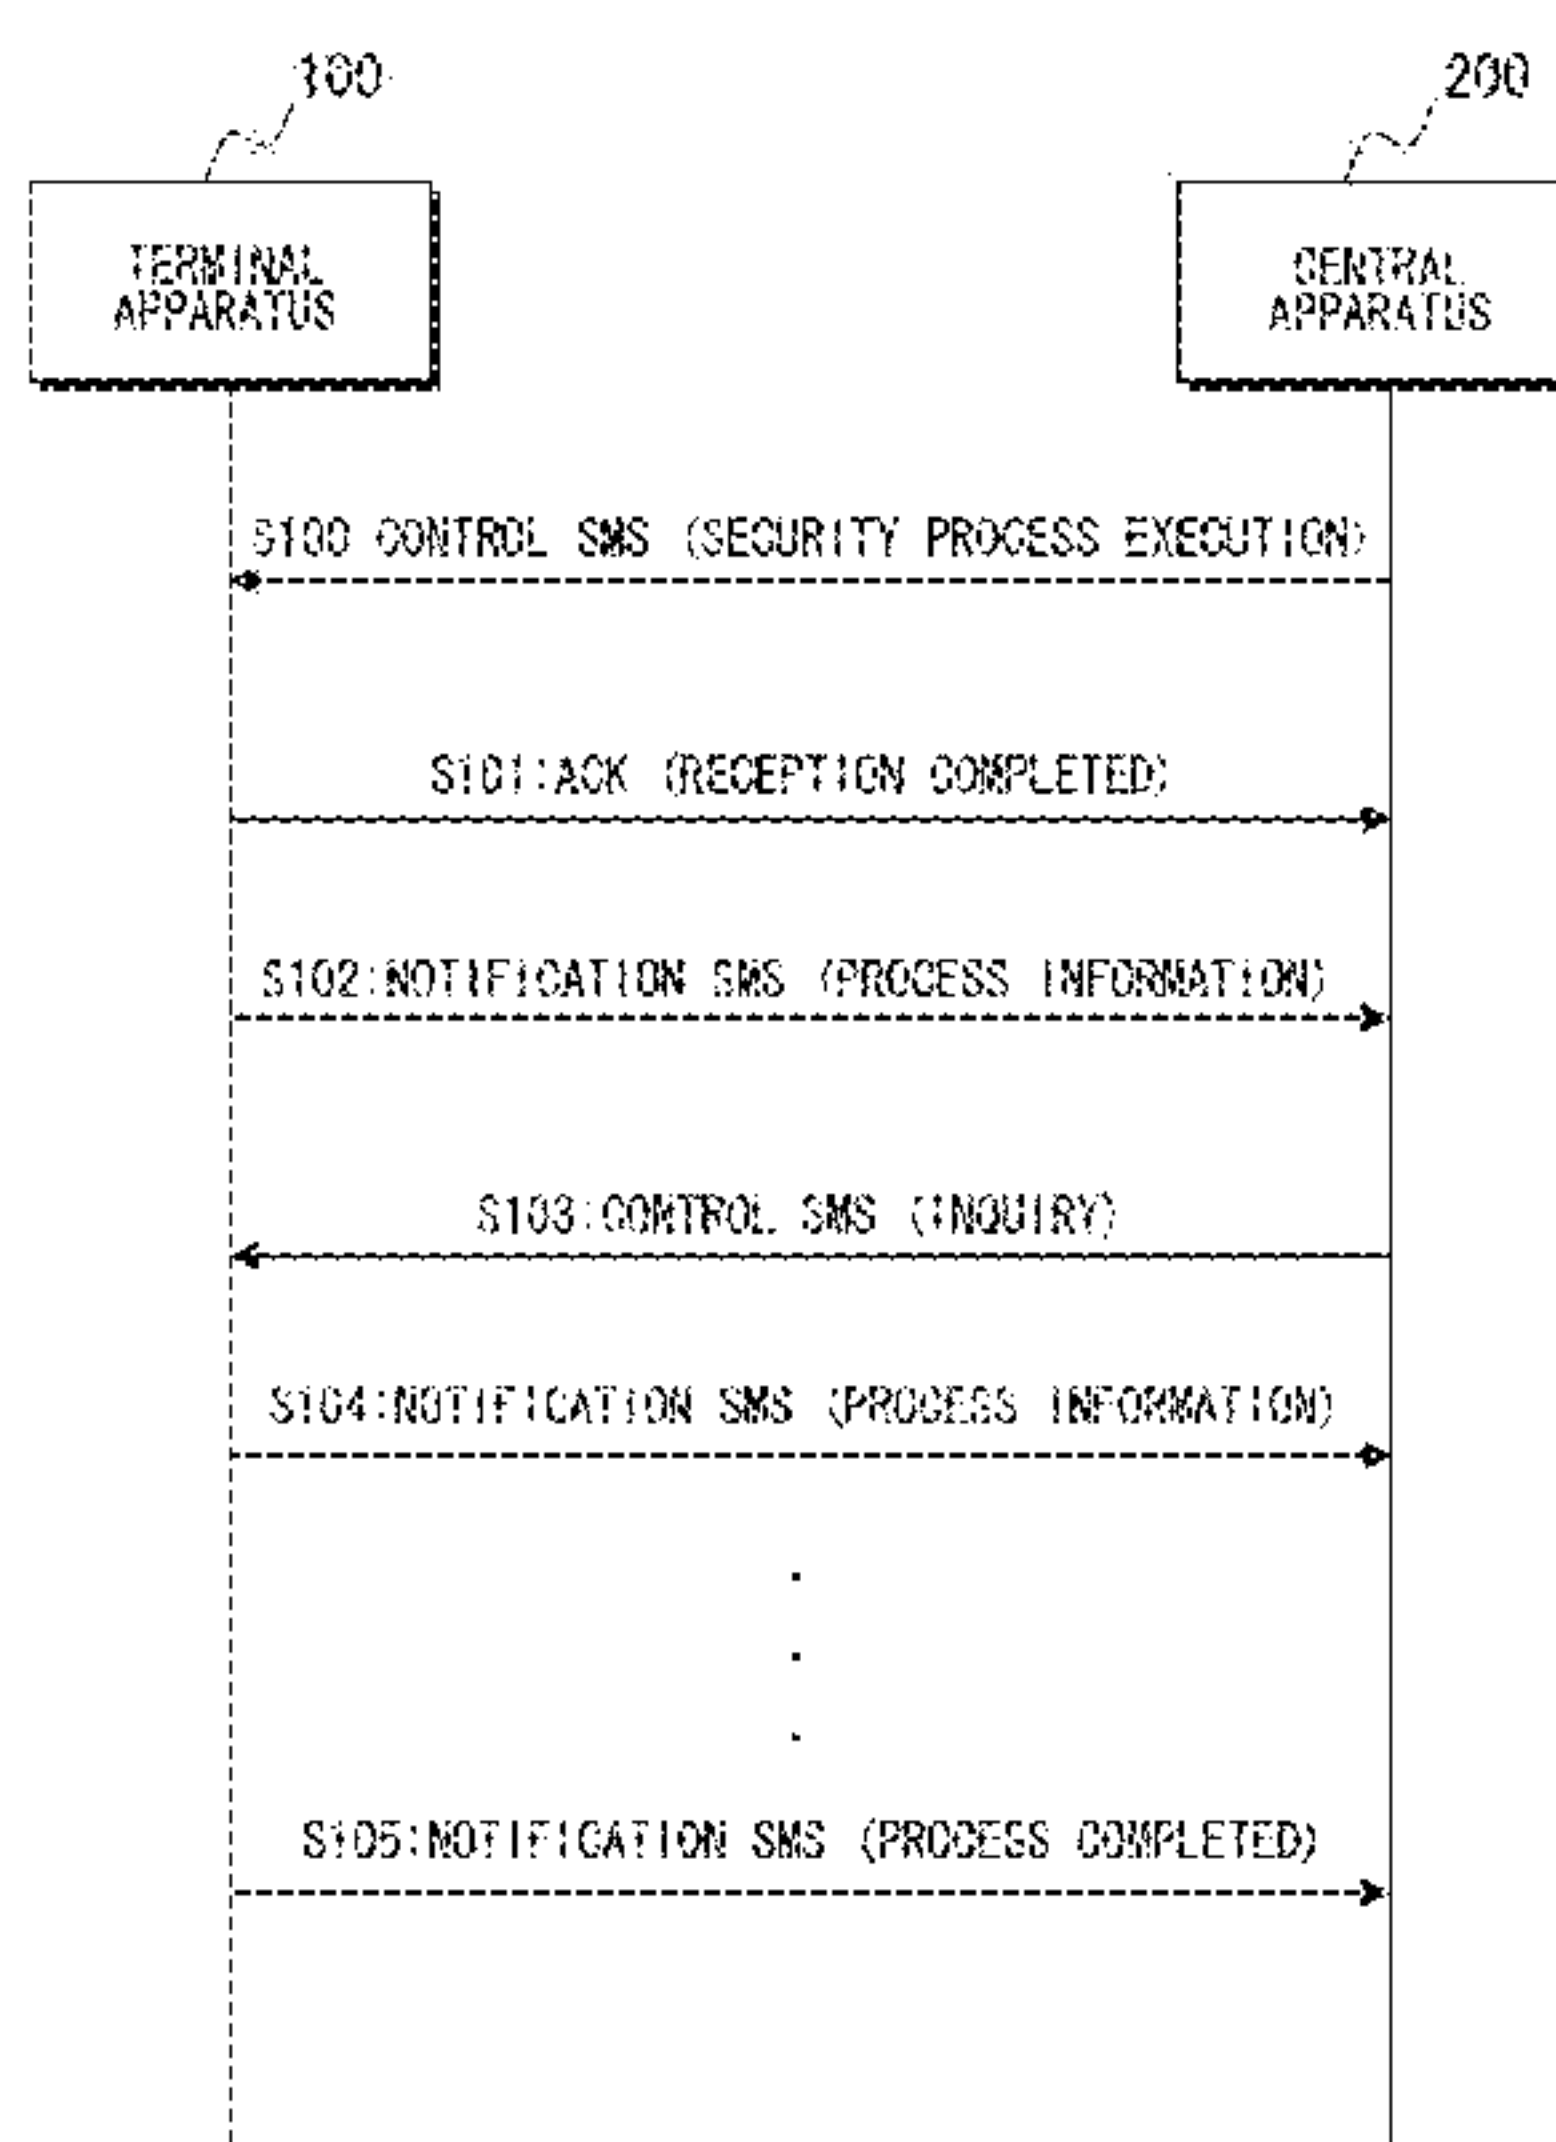 100
200
TERMINAL
APPARATUS
CENTRAL
APPARATUS
S100 CONTROL SMS (SECURITY PROCESS EXECUTION)
S101:ACK (RECEPTION COMPLETED)
S102:NOTIFICATION SMS (PROCESS INFORMATION)
S103:CONTROL SMS (INQUIRY)
S104:NOTIFICATION SMS (PROCESS INFORMATION)
S105:NOTIFICATION SMS (PROCESS COMPLETED)